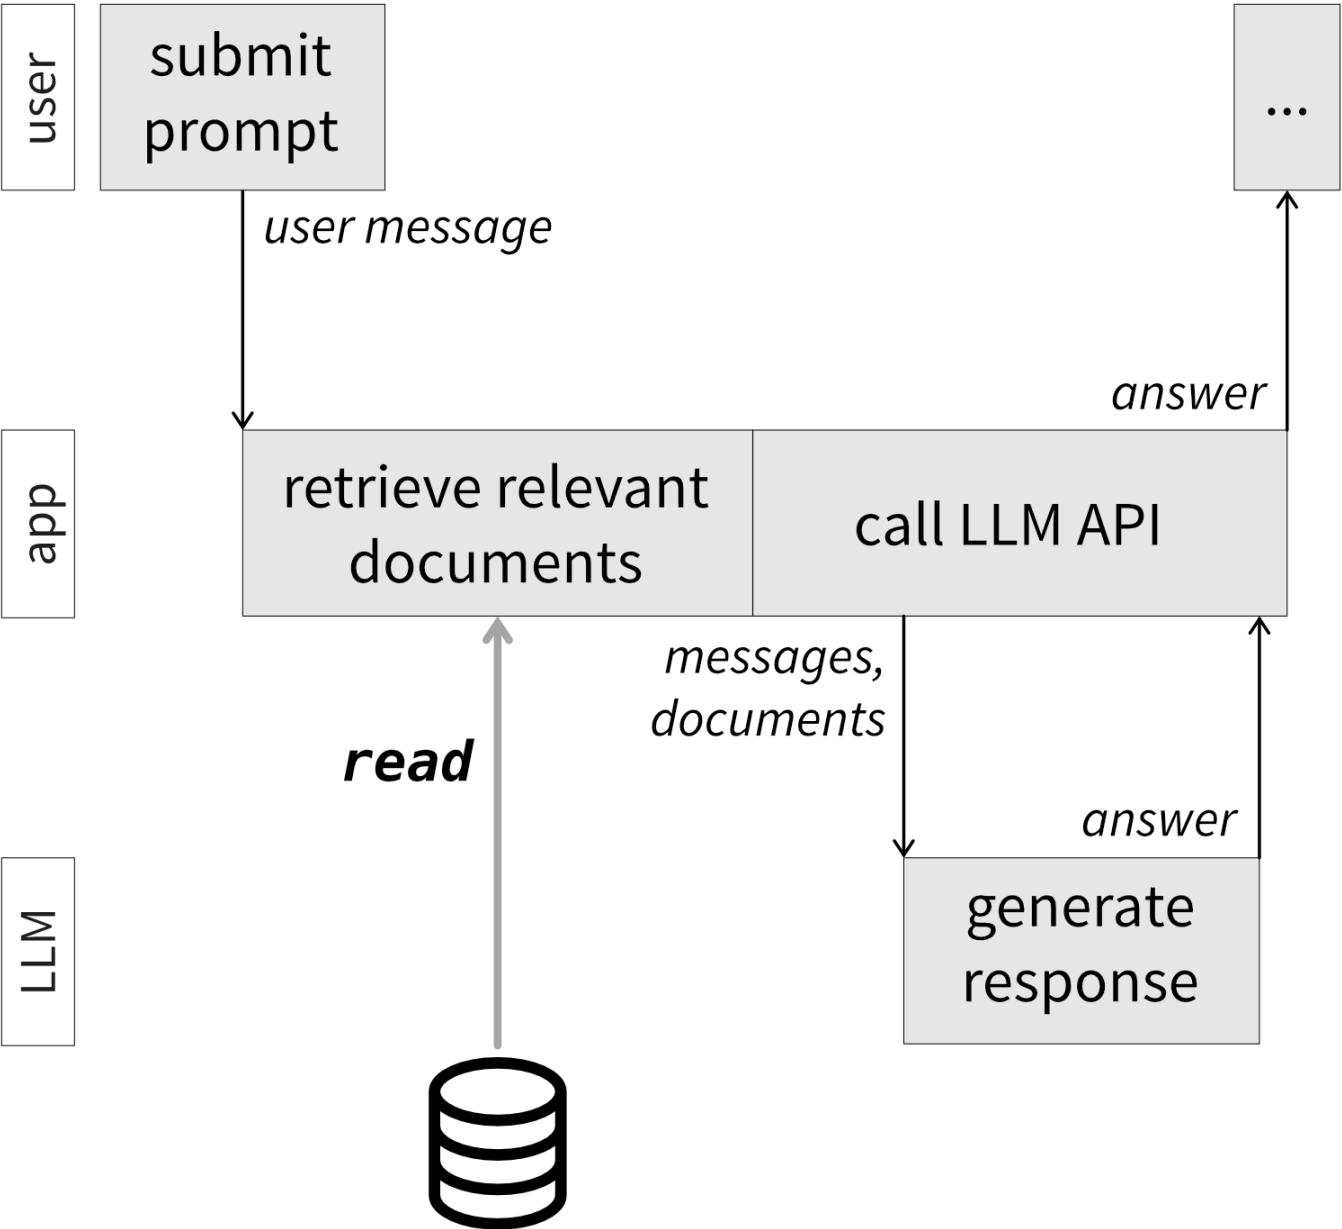 user
submit
prompt
...
user message
answer
app
retrieve relevant
documents
call LLM API
messages,
documents
read
answer
LLM
generate
response